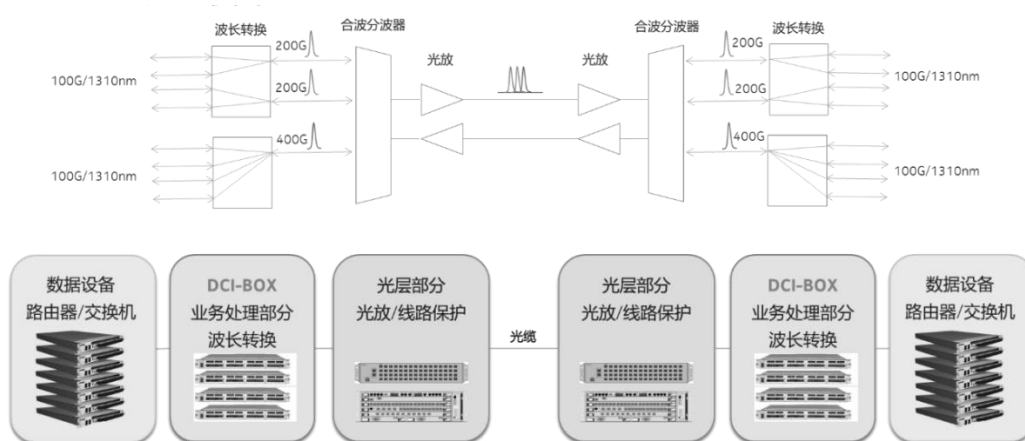 波长转换
合波分波器
光放
光放
合波分波器
波长转换
200G
200G
100G/1310nm
200G
200G
100G/1310nm
400G
400G
100G/1310nm
100G/1310nm
数据设备
路由器/交换机
DCI-BOX
业务处理部分
波长转换
光层部分
光放/线路保护
光缆
光层部分
光放/线路保护
DCI-BOX
业务处理部分
波长转换
数据设备
路由器/交换机